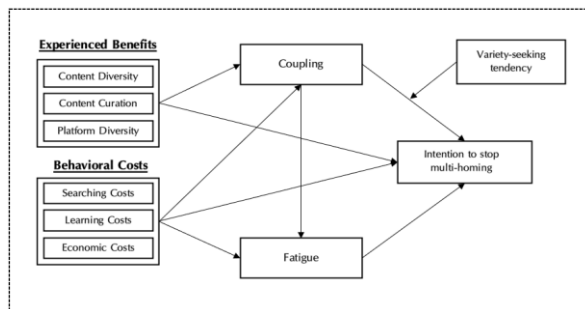 Experienced Benefits
Content Diversity
Content Curation
Platform Diversity
Behavioral Costs
Searching Costs
Learning Costs
Economic Costs
Coupling
Fatigue
Variety-seeking
tendency
Intention to stop
multi-homing